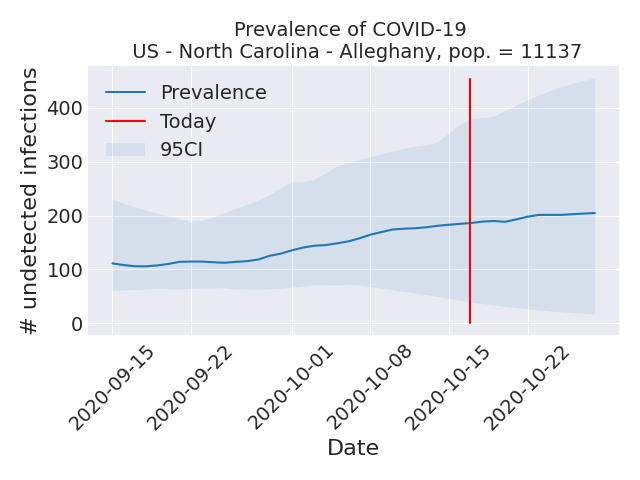 Prevalence of COVID-19
US - North Carolina - Alleghany, pop. = 11137
# undetected infections
400
300
200
100
0
Prevalence
Today
95CI
2020-09-15
2020-09-22
2020-10-01
2020-10-08
2020-10-15
2020-10-22
Date